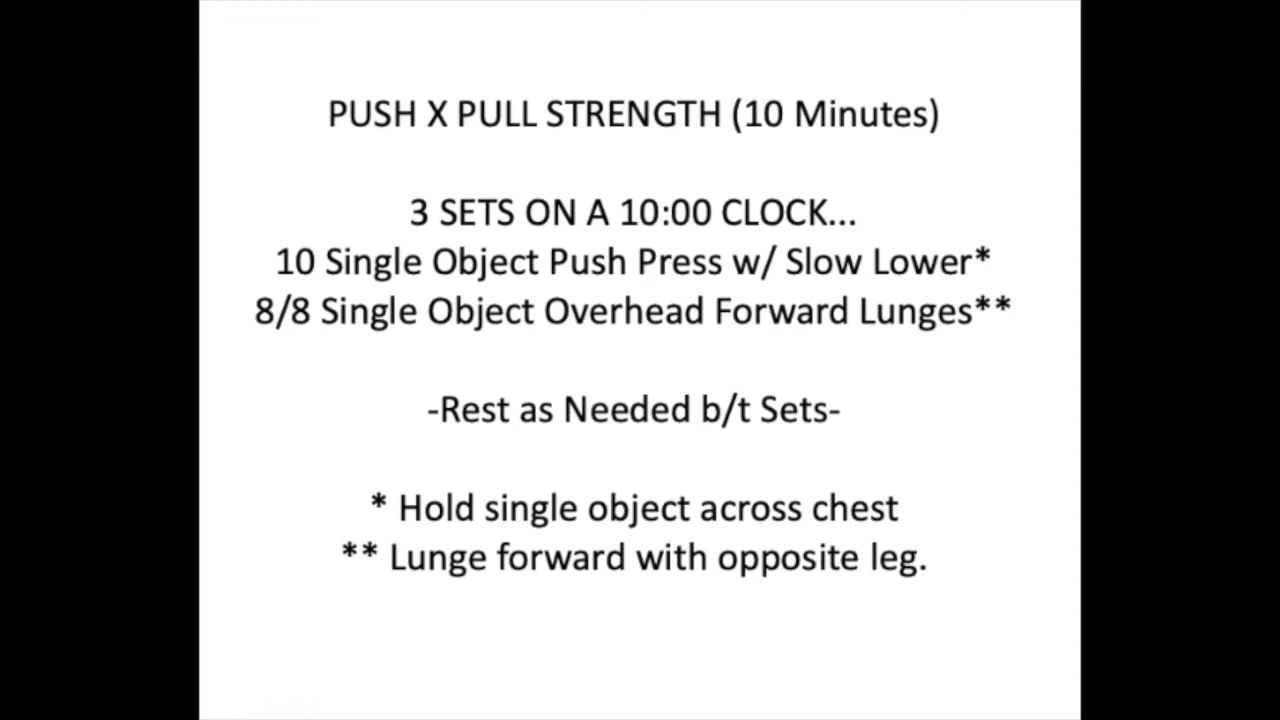 PUSH X PULL STRENGTH (10 Minutes)
3 SETS ON A 10:00 CLOCK...
10 Single Object Push Press w/ Slow Lower*
8/8 Single Object Overhead Forward Lunges**
-Rest as Needed b/t Sets-
* Hold single object across chest
** Lunge forward with opposite leg.